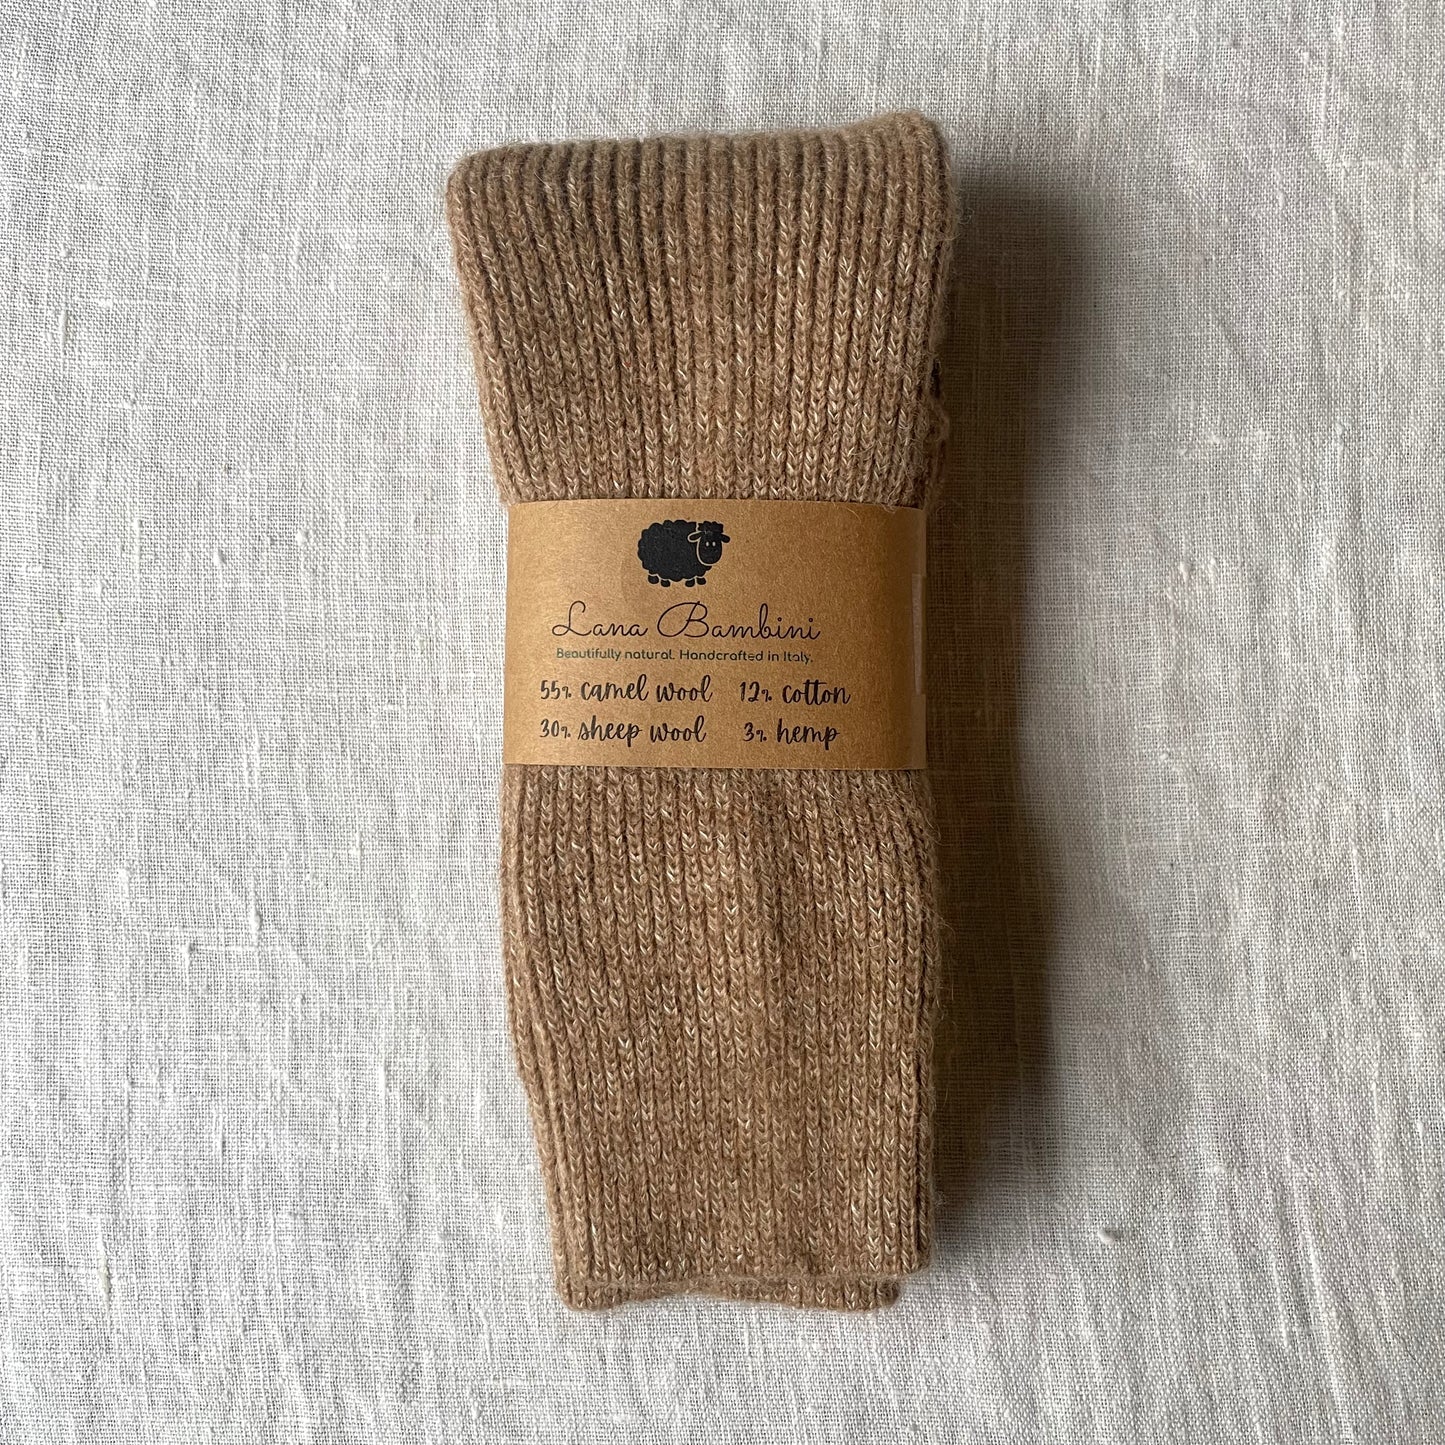 Lana Bambini
Beautifully natural. Handcrafted in Italy.
55% camel wool 12% cotton
30% sheep wool 3% hemp